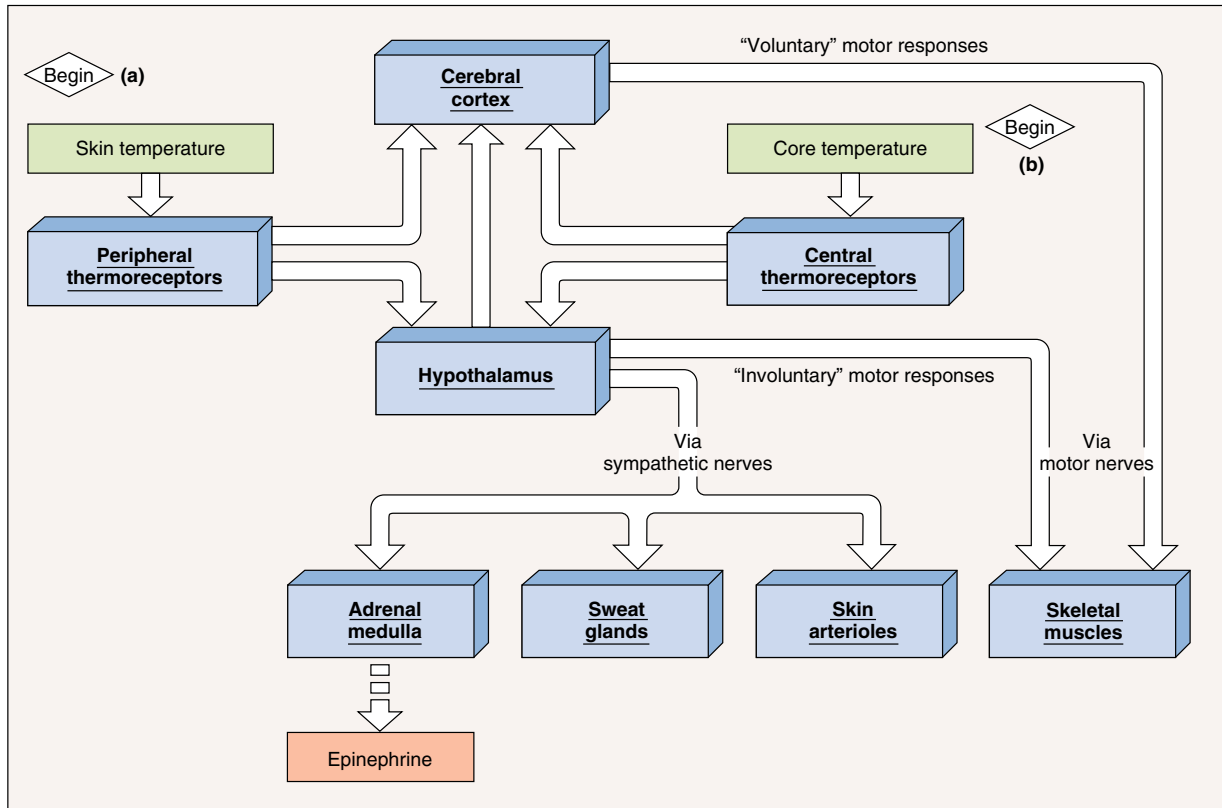 Begin (a)
Cerebral
cortex
"Voluntary" motor responses
Begin
(b)
Skin temperature
Core temperature
Peripheral
thermoreceptors
Central
thermoreceptors
Hypothalamus
"Involuntary" motor responses
Via
sympathetic nerves
Via
motor nerves
Adrenal
medulla
Sweat
glands
Skin
arterioles
Skeletal
muscles
Epinephrine